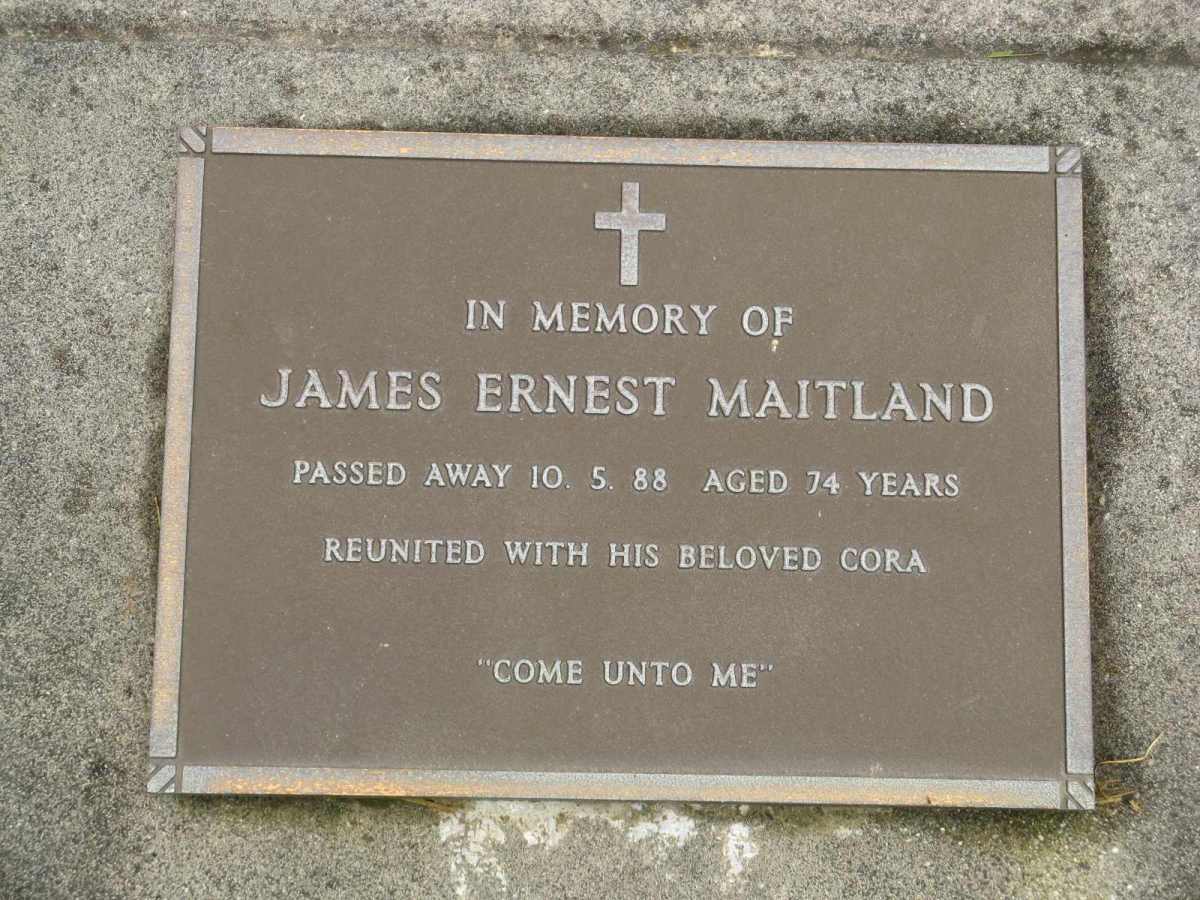 IN MEMORY OF
JAMES ERNEST MAITLAND
PASSED AWAY 10. 5. 88 AGED 74 YEARS
REUNITED WITH HIS BELOVED CORA
"COME UNTO ME"